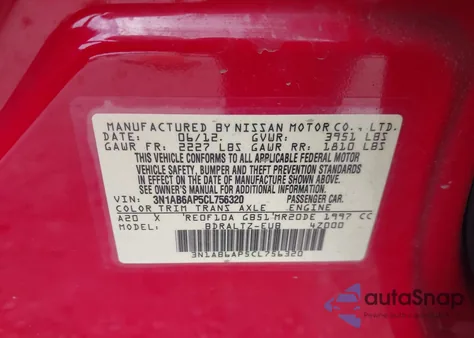 MANUFACTURED BY NISSAN MOTOR CO., LTD.
DATE: 06/12 GVWR: 3951 LBS
GAWR FR: 2227 LBS GAWR RR: 1810 LBS
THIS VEHICLE CONFORMS TO ALL APPLICABLE FEDERAL MOTOR
VEHICLE SAFETY, BUMPER AND THEFT PREVENTION STANDARDS
IN EFFECT ON THE DATE OF MANUFACTURE SHOWN ABOVE.
SEE OWNER'S MANUAL FOR ADDITIONAL INFORMATION.
VIN: 3N1AB6AP5CL756320 PASSENGER CAR.
COLOR TRIM TRANS AXLE ENGINE
A20 X RE0F10A GB51 MR20DE 1997 CC
MODEL: BDRALTZ-EUB 4Z000
3N1AB6AP5CL756320
autoSnap